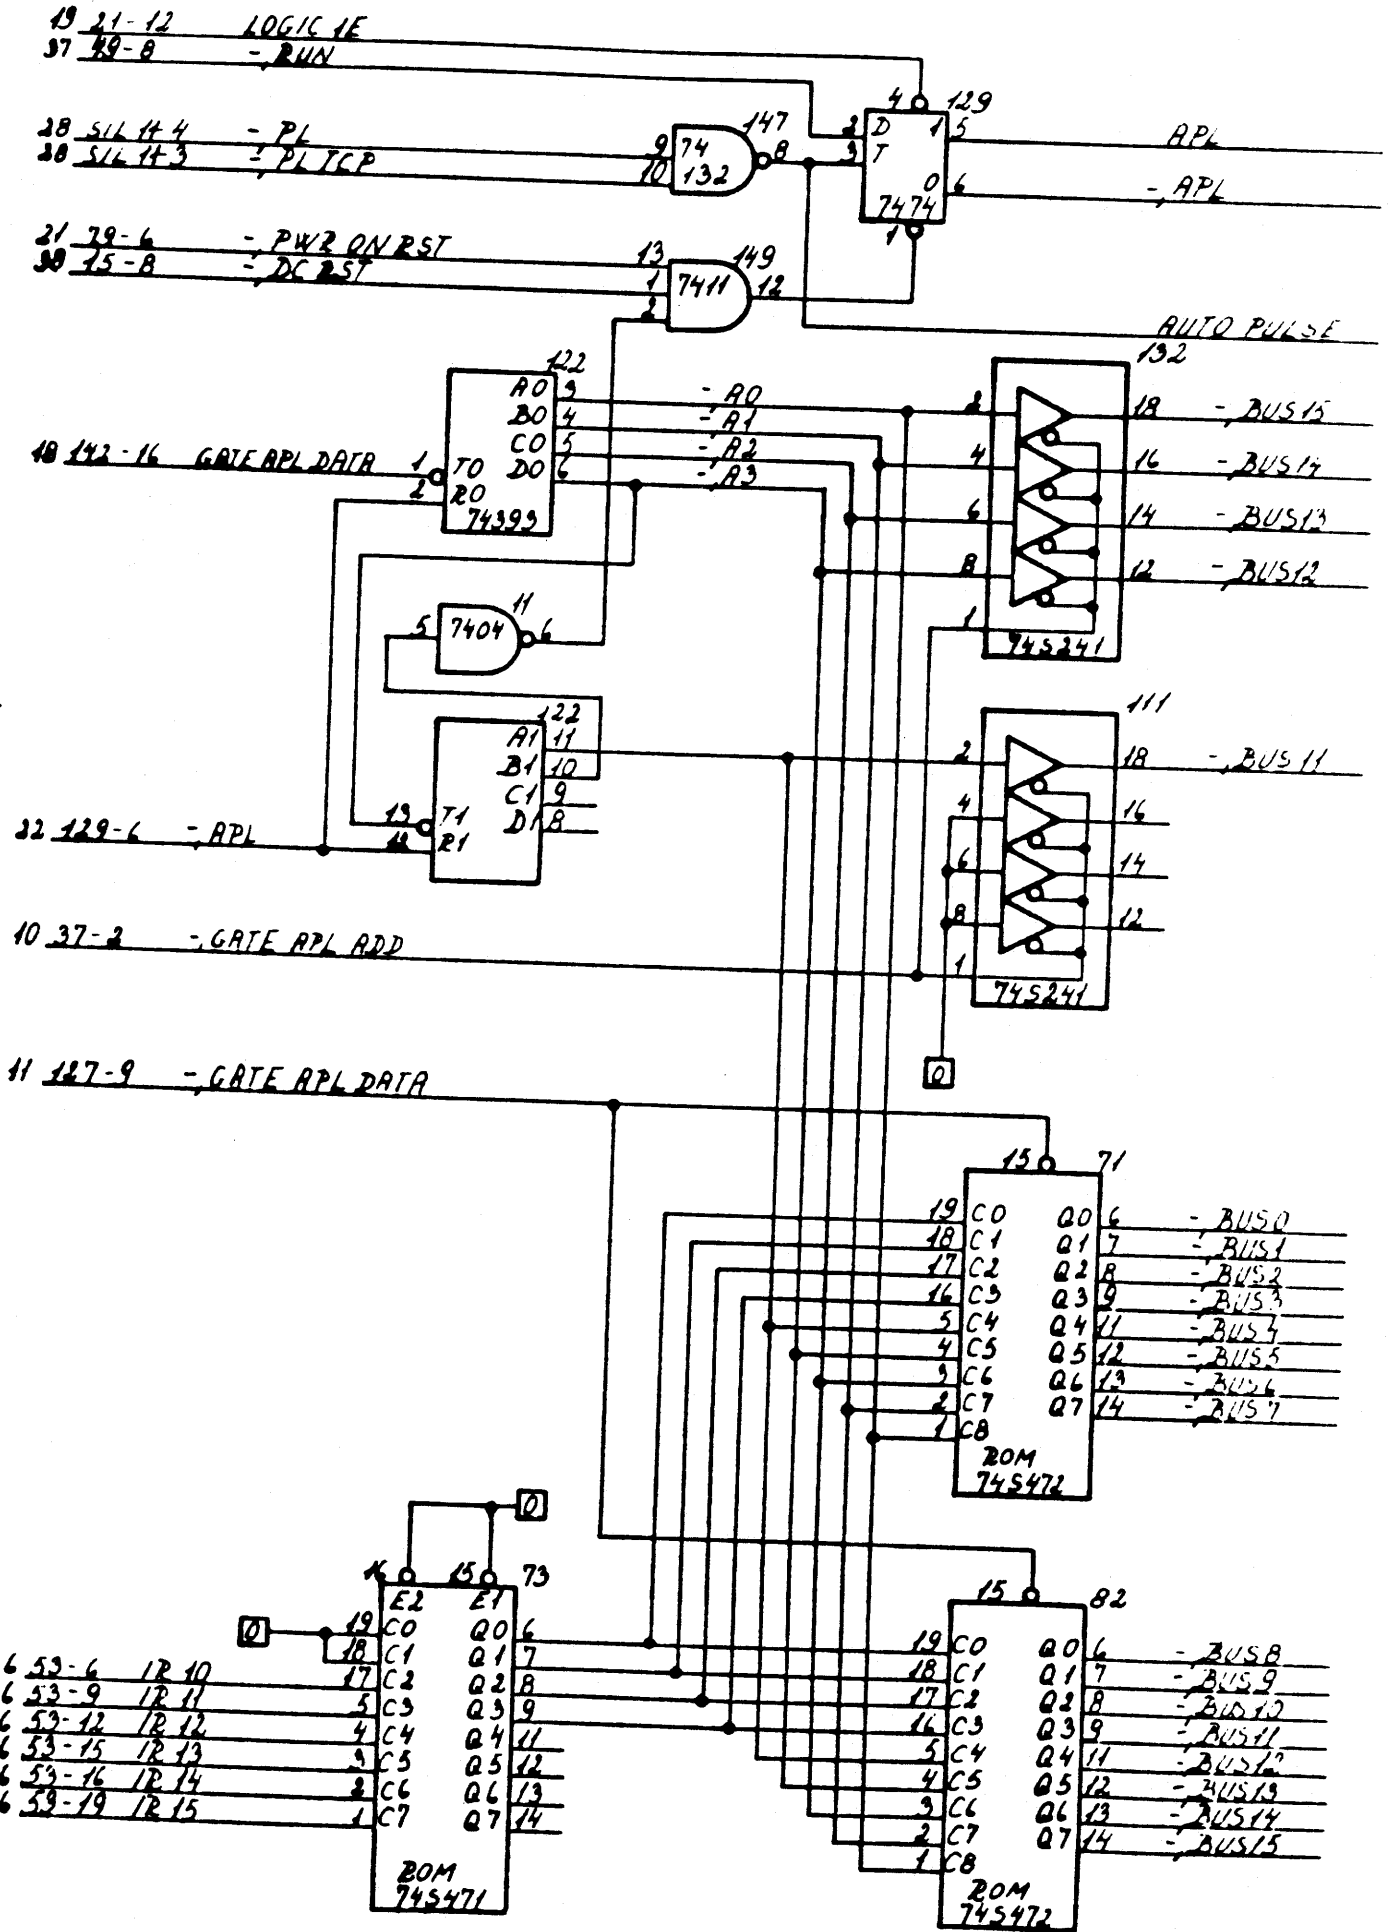 19 21-12 LOGIC 1E
37 49-8 -, RUN
4 129
2 D 1 5 APL
3 T
0 6 -, APL
7474
1
28 SIL 1+4 -, PL
28 SIL 1+3 -, PL TCP
147
9 74 8
10 132
21 79-6 -, PWR ON RST
15-8 -, DC RST
13 149
1 7411 12
2
AUTO PULSE
122
A0 3 -, A0
B0 4 -, A1
C0 5 -, A2
D0 6 -, A3
18 142-16 GATE APL DATA 1 T0
2 R0
74393
132
2 18 -, BUS15
4 16 -, BUS14
6 14 -, BUS13
8 12 -, BUS12
1
74S241
11
5 7404 6
122
A1 11
B1 10
C1 9
D1 8
13 T1
22 129-6 -, APL 12 R1
111
2 18 -, BUS11
4 16
6 14
8 12
1
74S241
0
10 37-2 -, GATE APL ADD
11 127-9 -, GATE APL DATA
15 71
19 C0 Q0 6 -, BUS0
18 C1 Q1 7 -, BUS1
17 C2 Q2 8 -, BUS2
16 C3 Q3 9 -, BUS3
5 C4 Q4 11 -, BUS4
4 C5 Q5 12 -, BUS5
3 C6 Q6 13 -, BUS6
2 C7 Q7 14 -, BUS7
1 C8
ROM
74S472
0
16 15 73
E2 E1
0
19 C0 Q0 6
18 C1 Q1 7
6 53-6 IR 10 17 C2 Q2 8
6 53-9 IR 11 5 C3 Q3 9
6 53-12 IR 12 4 C4 Q4 11
6 53-15 IR 13 3 C5 Q5 12
6 53-16 IR 14 2 C6 Q6 13
6 53-19 IR 15 1 C7 Q7 14
ROM
74S471
15 82
19 C0 Q0 6 -, BUS8
18 C1 Q1 7 -, BUS9
17 C2 Q2 8 -, BUS10
16 C3 Q3 9 -, BUS11
5 C4 Q4 11 -, BUS12
4 C5 Q5 12 -, BUS13
3 C6 Q6 13 -, BUS14
2 C7 Q7 14 -, BUS15
1 C8
ROM
74S472